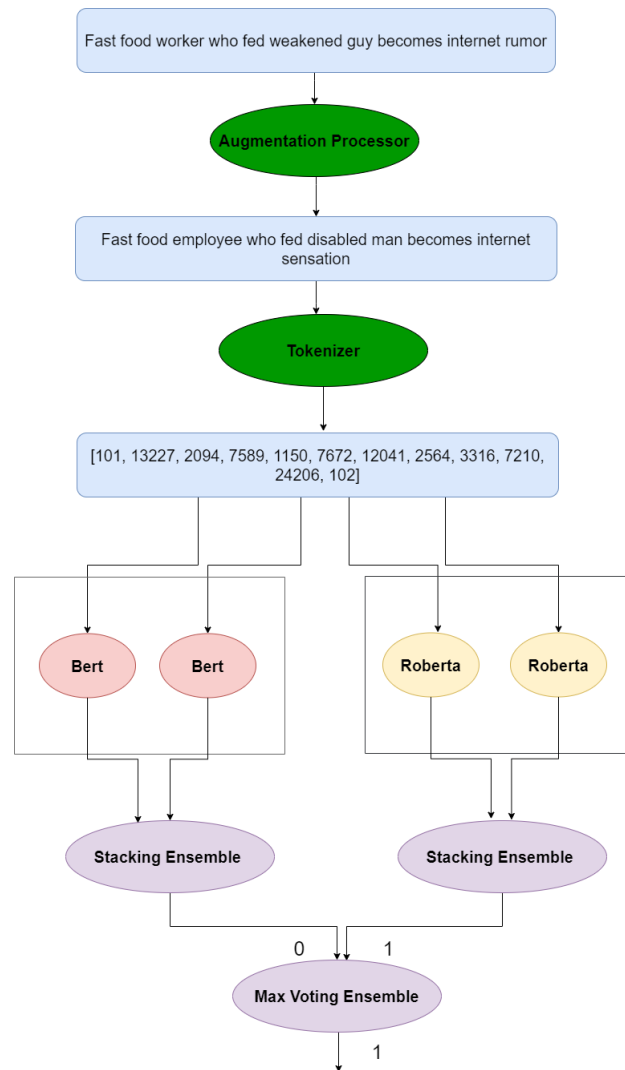 Fast food worker who fed weakened guy becomes internet rumor
Augmentation Processor
Fast food employee who fed disabled man becomes internet
sensation
Tokenizer
[101, 13227, 2094, 7589, 1150, 7672, 12041, 2564, 3316, 7210,
24206, 102]
Bert
Bert
Roberta
Roberta
Stacking Ensemble
Stacking Ensemble
0
1
Max Voting Ensemble
1